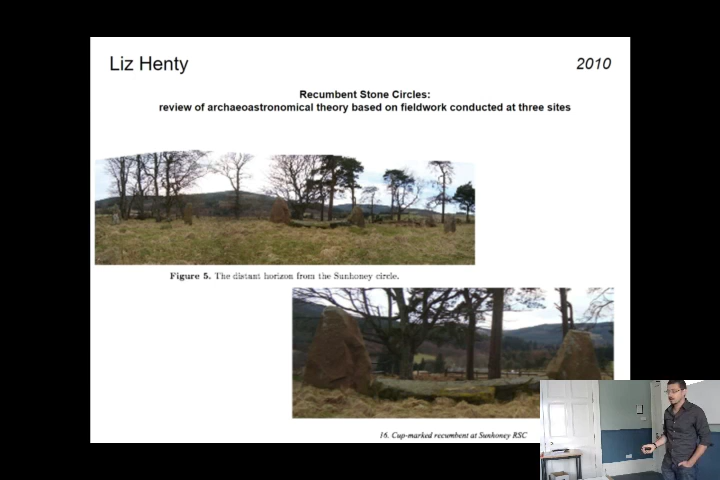 Liz Henty
2010
Recumbent Stone Circles:
review of archaeoastronomical theory based on fieldwork conducted at three sites
Figure 5. The distant horizon from the Sunhoney circle.
16. Cup-marked recumbent at Sunhoney RSC